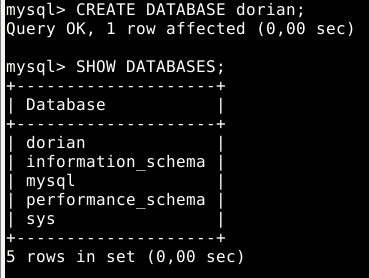 mysql> CREATE DATABASE dorian;
Query OK, 1 row affected (0,00 sec)
mysql> SHOW DATABASES;
+--------------------+
| Database           |
+--------------------+
| dorian             |
| information_schema |
| mysql              |
| performance_schema |
| sys                |
+--------------------+
5 rows in set (0,00 sec)